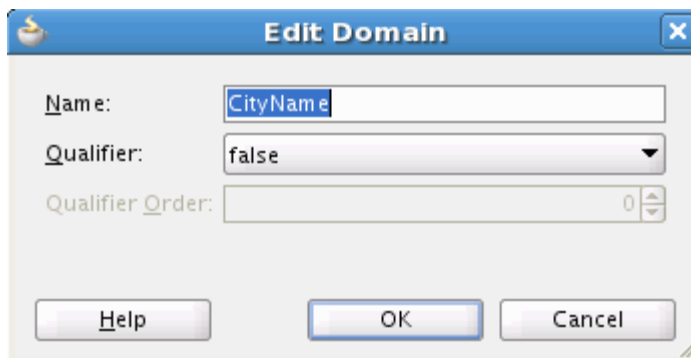 Edit Domain
Name: CityName
Qualifier: false
Qualifier Order: 0
Help OK Cancel